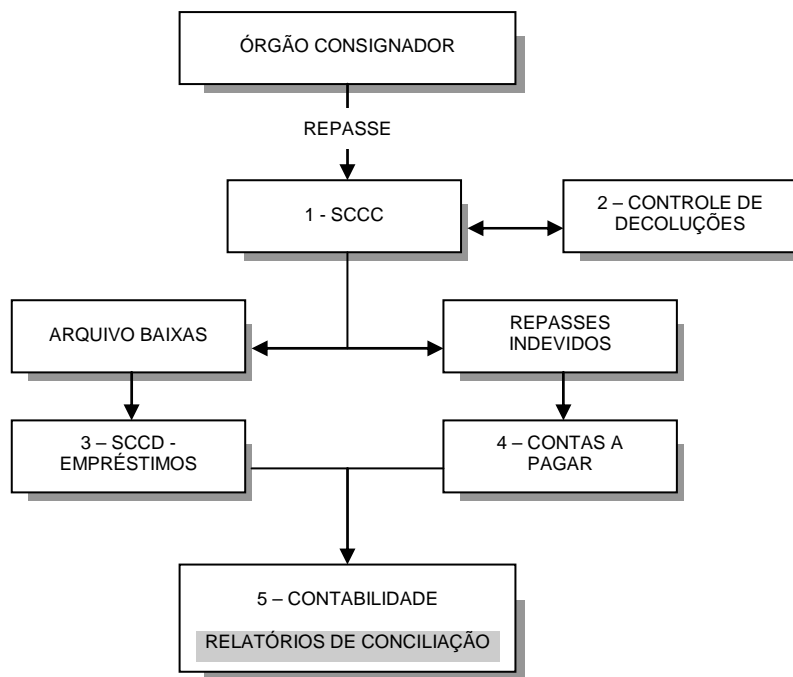 ÓRGÃO CONSIGNADOR
REPASSE
1 - SCCC
2 – CONTROLE DE
DECOLUÇÕES
ARQUIVO BAIXAS
REPASSES
INDEVIDOS
3 – SCCD -
EMPRÉSTIMOS
4 – CONTAS A
PAGAR
5 – CONTABILIDADE
RELATÓRIOS DE CONCILIAÇÃO